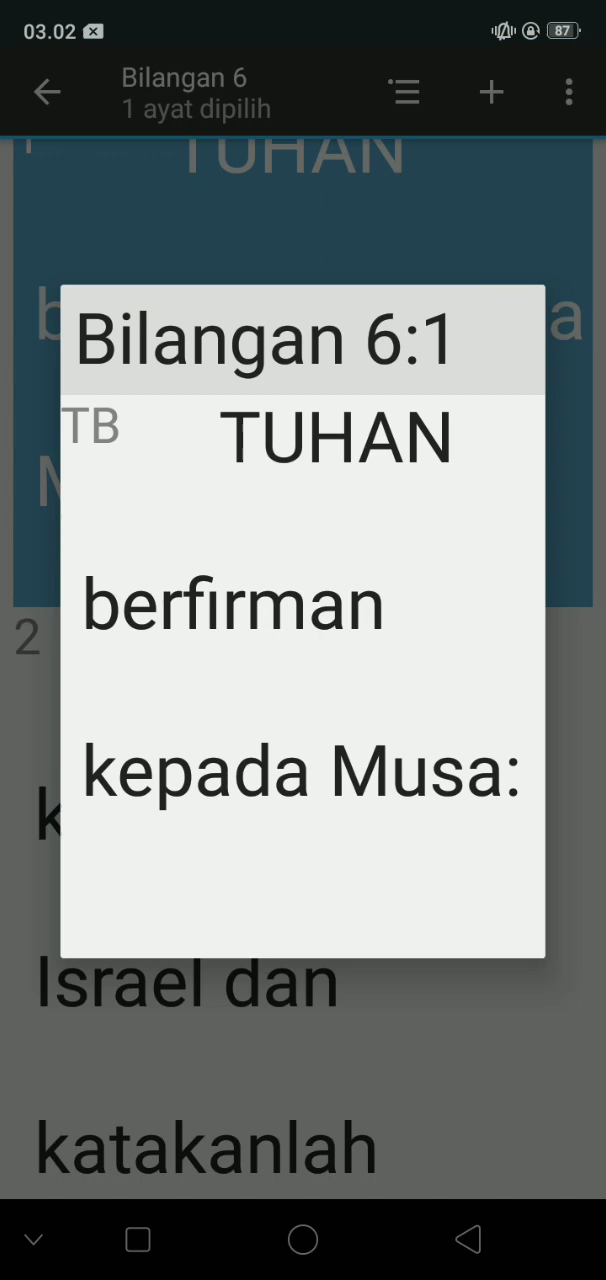 03.02
87
Bilangan 6
1 ayat dipilih
TUHAN
Bilangan 6:1
TB TUHAN
berfirman
kepada Musa:
2
Israel dan
katakanlah